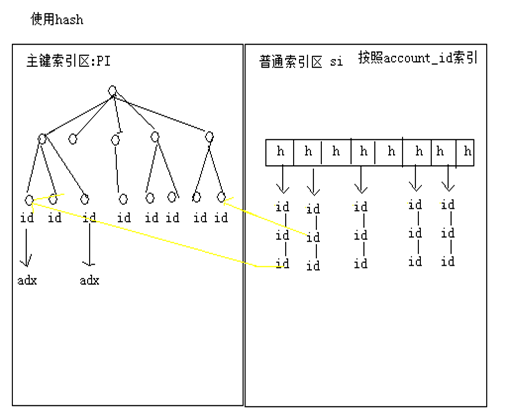 使用hash
主键索引区:PI
普通索引区 si 按照account_id索引
h h h h h h h h
id id id id id id id id
adx adx
id id id id id
id id id id id
id id id id id